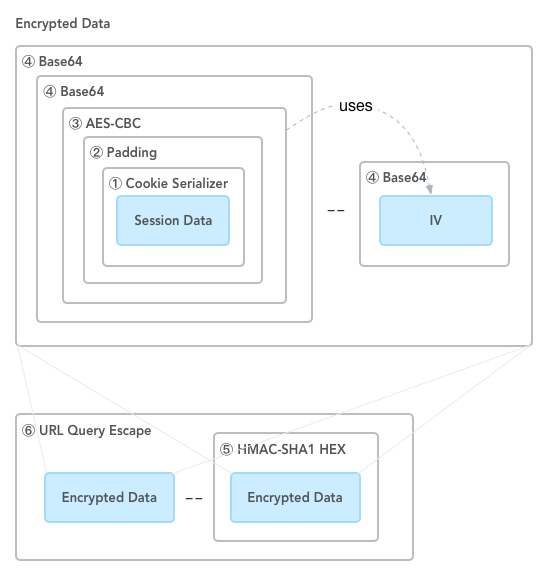 Encrypted Data
④ Base64
④ Base64
③ AES-CBC
uses
② Padding
① Cookie Serializer
④ Base64
Session Data
--
IV
⑥ URL Query Escape
⑤ HMAC-SHA1 HEX
Encrypted Data -- Encrypted Data